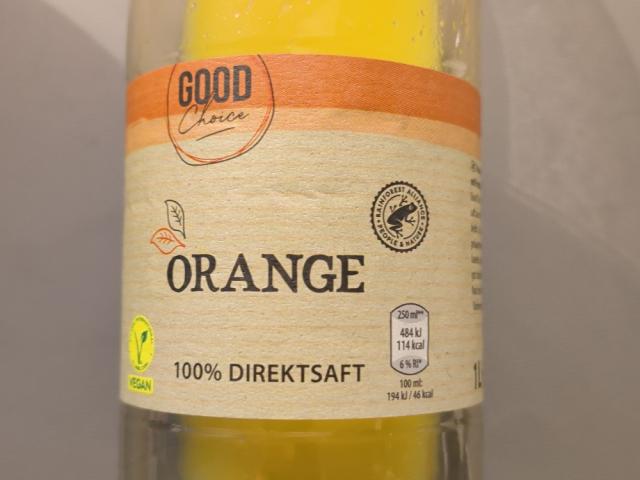 GOOD
Choice
RAINFOREST ALLIANCE
PEOPLE & NATURE
ORANGE
250 ml**
484 kJ
114 kcal
6 % RI*
100 ml:
194 kJ / 46 kcal
VEGAN
100% DIREKTSAFT